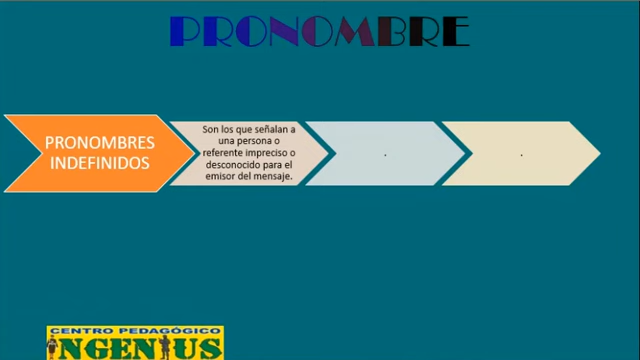 PRONOMBRE
PRONOMBRES
INDEFINIDOS
Son los que señalan a
una persona o
referente impreciso o
desconocido para el
emisor del mensaje.
.
.
CENTRO PEDAGÓGICO
INGENIUS